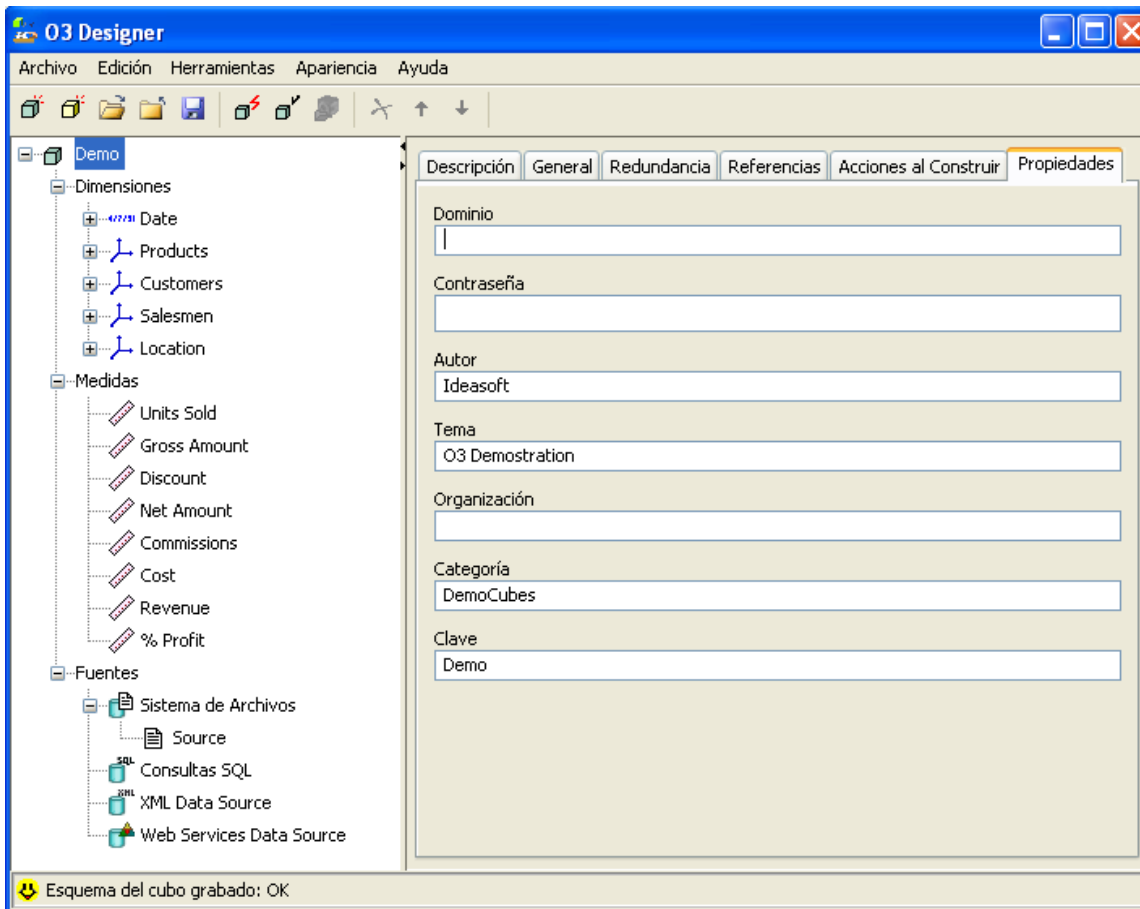 O3 Designer
Archivo Edición Herramientas Apariencia Ayuda
Demo
Dimensiones
Date
Products
Customers
Salesmen
Location
Medidas
Units Sold
Gross Amount
Discount
Net Amount
Commissions
Cost
Revenue
% Profit
Fuentes
Sistema de Archivos
Source
SQL
Consultas SQL
XML
XML Data Source
Web Services Data Source
Descripción General Redundancia Referencias Acciones al Construir Propiedades
Dominio
Contraseña
Autor
Ideasoft
Tema
O3 Demostration
Organización
Categoría
DemoCubes
Clave
Demo
Esquema del cubo grabado: OK